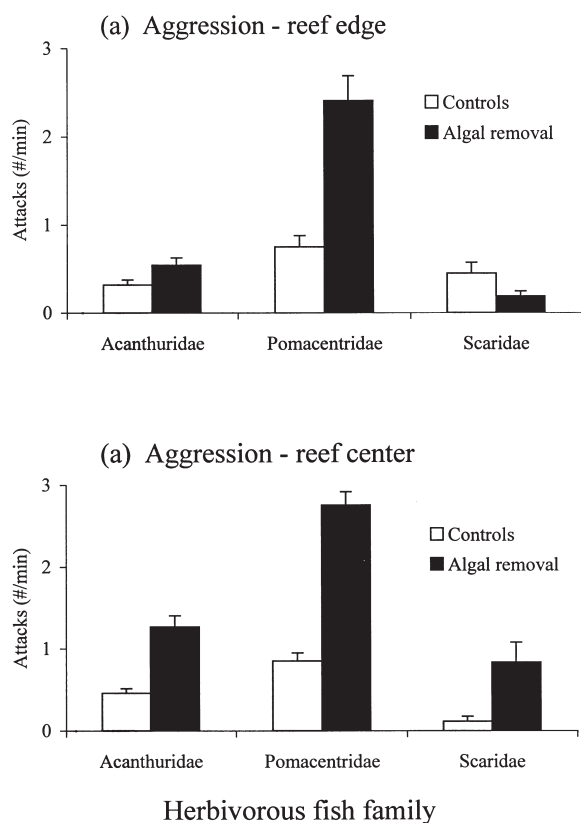 (a) Aggression - reef edge
3
2
1
0
Attacks (#/min)
Controls
Algal removal
Acanthuridae
Pomacentridae
Scaridae
(a) Aggression - reef center
3
2
1
0
Attacks (#/min)
Controls
Algal removal
Acanthuridae
Pomacentridae
Scaridae
Herbivorous fish family